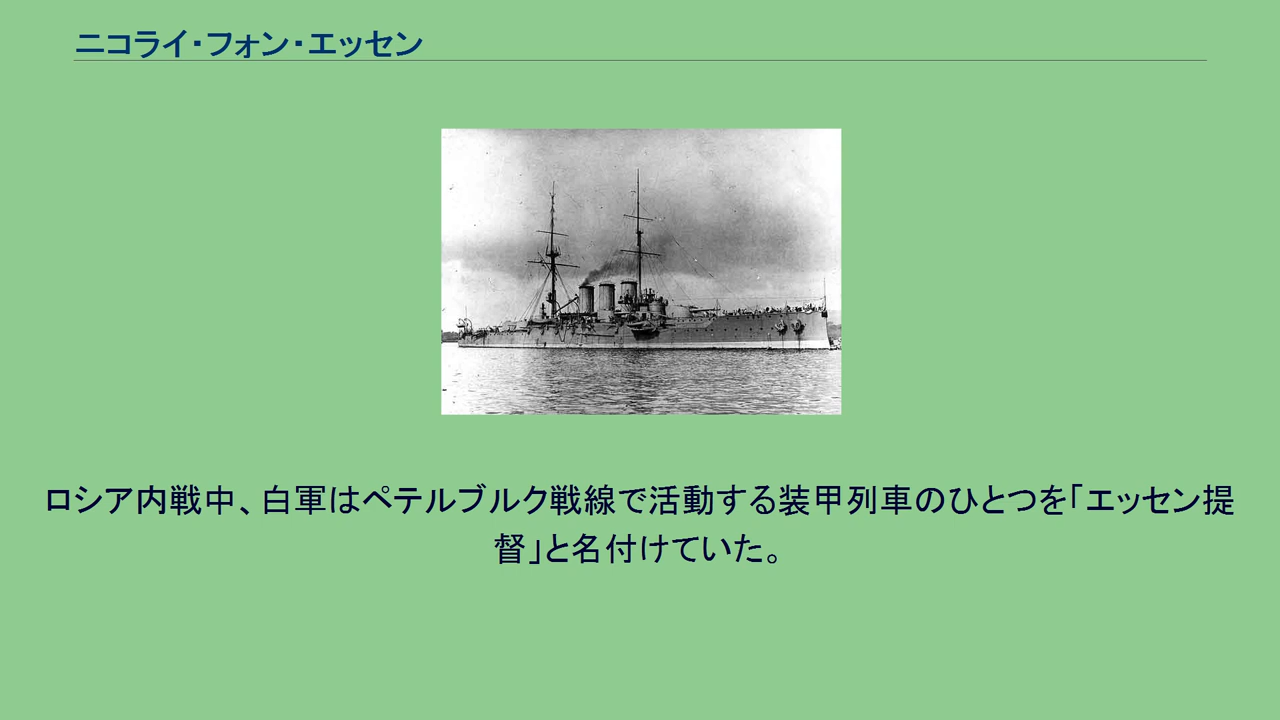 ニコライ・フォン・エッセン
ロシア内戦中、白軍はペテルブルク戦線で活動する装甲列車のひとつを「エッセン提
督」と名付けていた。